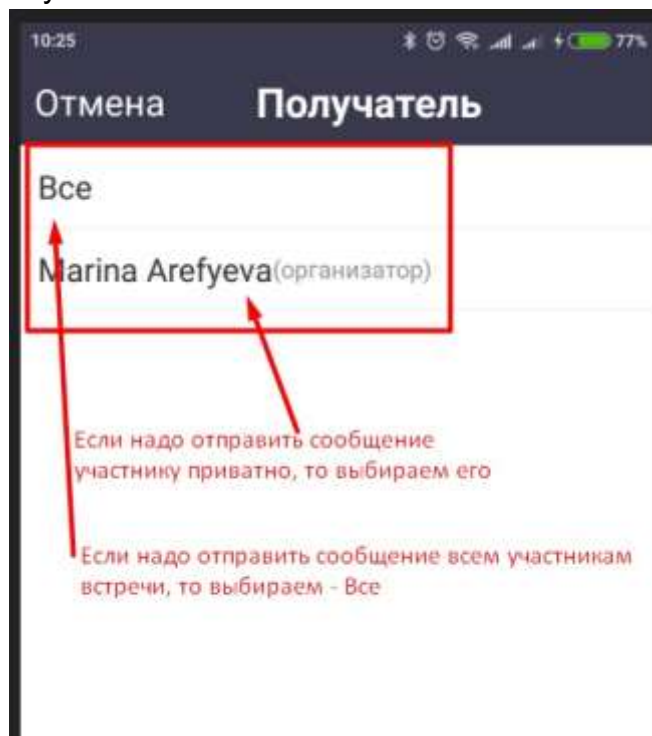 10:25 77%
Отмена Получатель
Все
Marina Arefyeva(организатор)
Если надо отправить сообщение
участнику приватно, то выбираем его
Если надо отправить сообщение всем участникам
встречи, то выбираем - Все